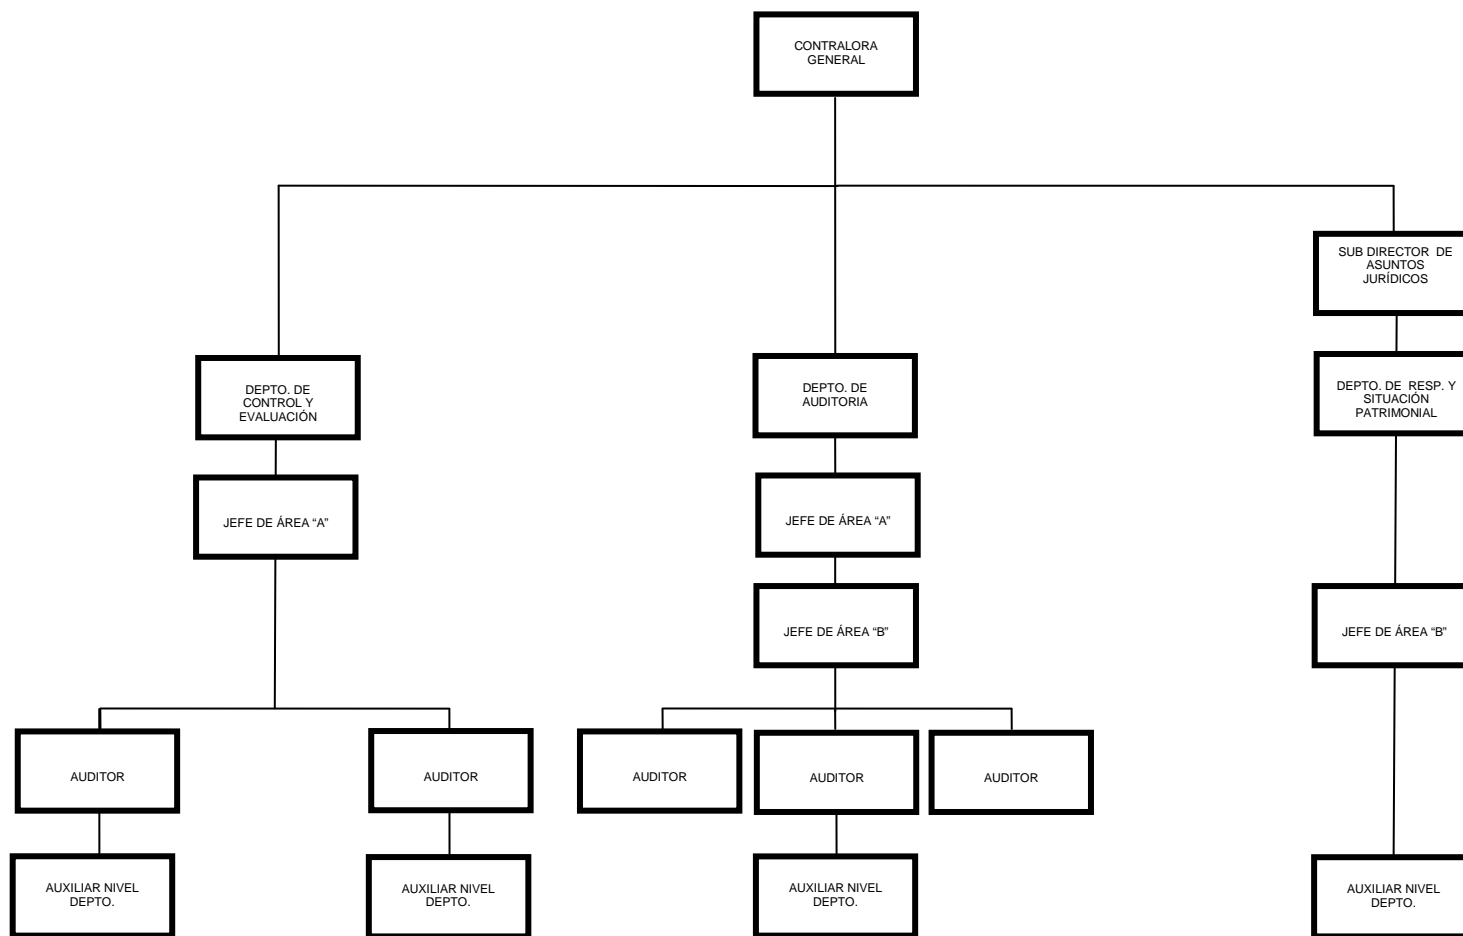 CONTRALORA
GENERAL
SUB DIRECTOR DE
ASUNTOS
JURÍDICOS
DEPTO. DE
CONTROL Y
EVALUACIÓN
DEPTO. DE
AUDITORIA
DEPTO. DE RESP. Y
SITUACIÓN
PATRIMONIAL
JEFE DE ÁREA “A”
JEFE DE ÁREA “A”
JEFE DE ÁREA “B”
JEFE DE ÁREA “B”
AUDITOR
AUDITOR
AUDITOR
AUDITOR
AUDITOR
AUXILIAR NIVEL
DEPTO.
AUXILIAR NIVEL
DEPTO.
AUXILIAR NIVEL
DEPTO.
AUXILIAR NIVEL
DEPTO.